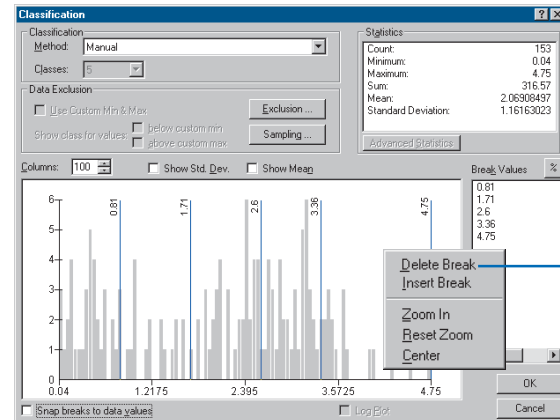 Classification
Classification
Method: Manual
Classes: 5
Data Exclusion
Use Custom Min & Max
Exclusion ...
Show class for values: below custom min
above custom max
Sampling ...
Statistics
Count: 153
Minimum: 0.04
Maximum: 4.75
Sum: 316.57
Mean: 2.06908497
Standard Deviation: 1.16163023
Advanced Statistics
Columns: 100
Show Std. Dev.
Show Mean
Break Values %
0.81
1.71
2.6
3.36
4.75
0.81 1.71 2.6 3.36 4.75
6
5
4
3
2
1
0
0.04 1.2175 2.395 3.5725 4.75
Delete Break
Insert Break
Zoom In
Reset Zoom
Center
Snap breaks to data values
Log Plot
OK
Cancel